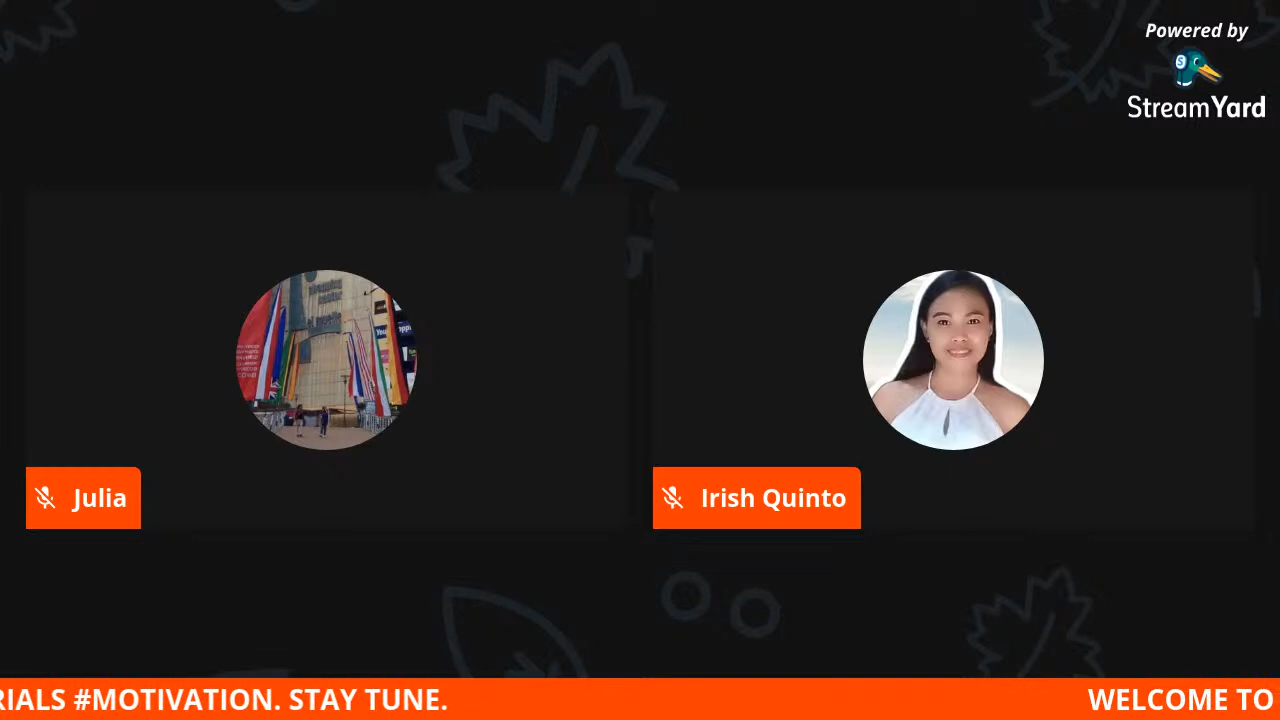 Powered by
StreamYard
Julia
Irish Quinto
RIALS #MOTIVATION. STAY TUNE.
WELCOME TO